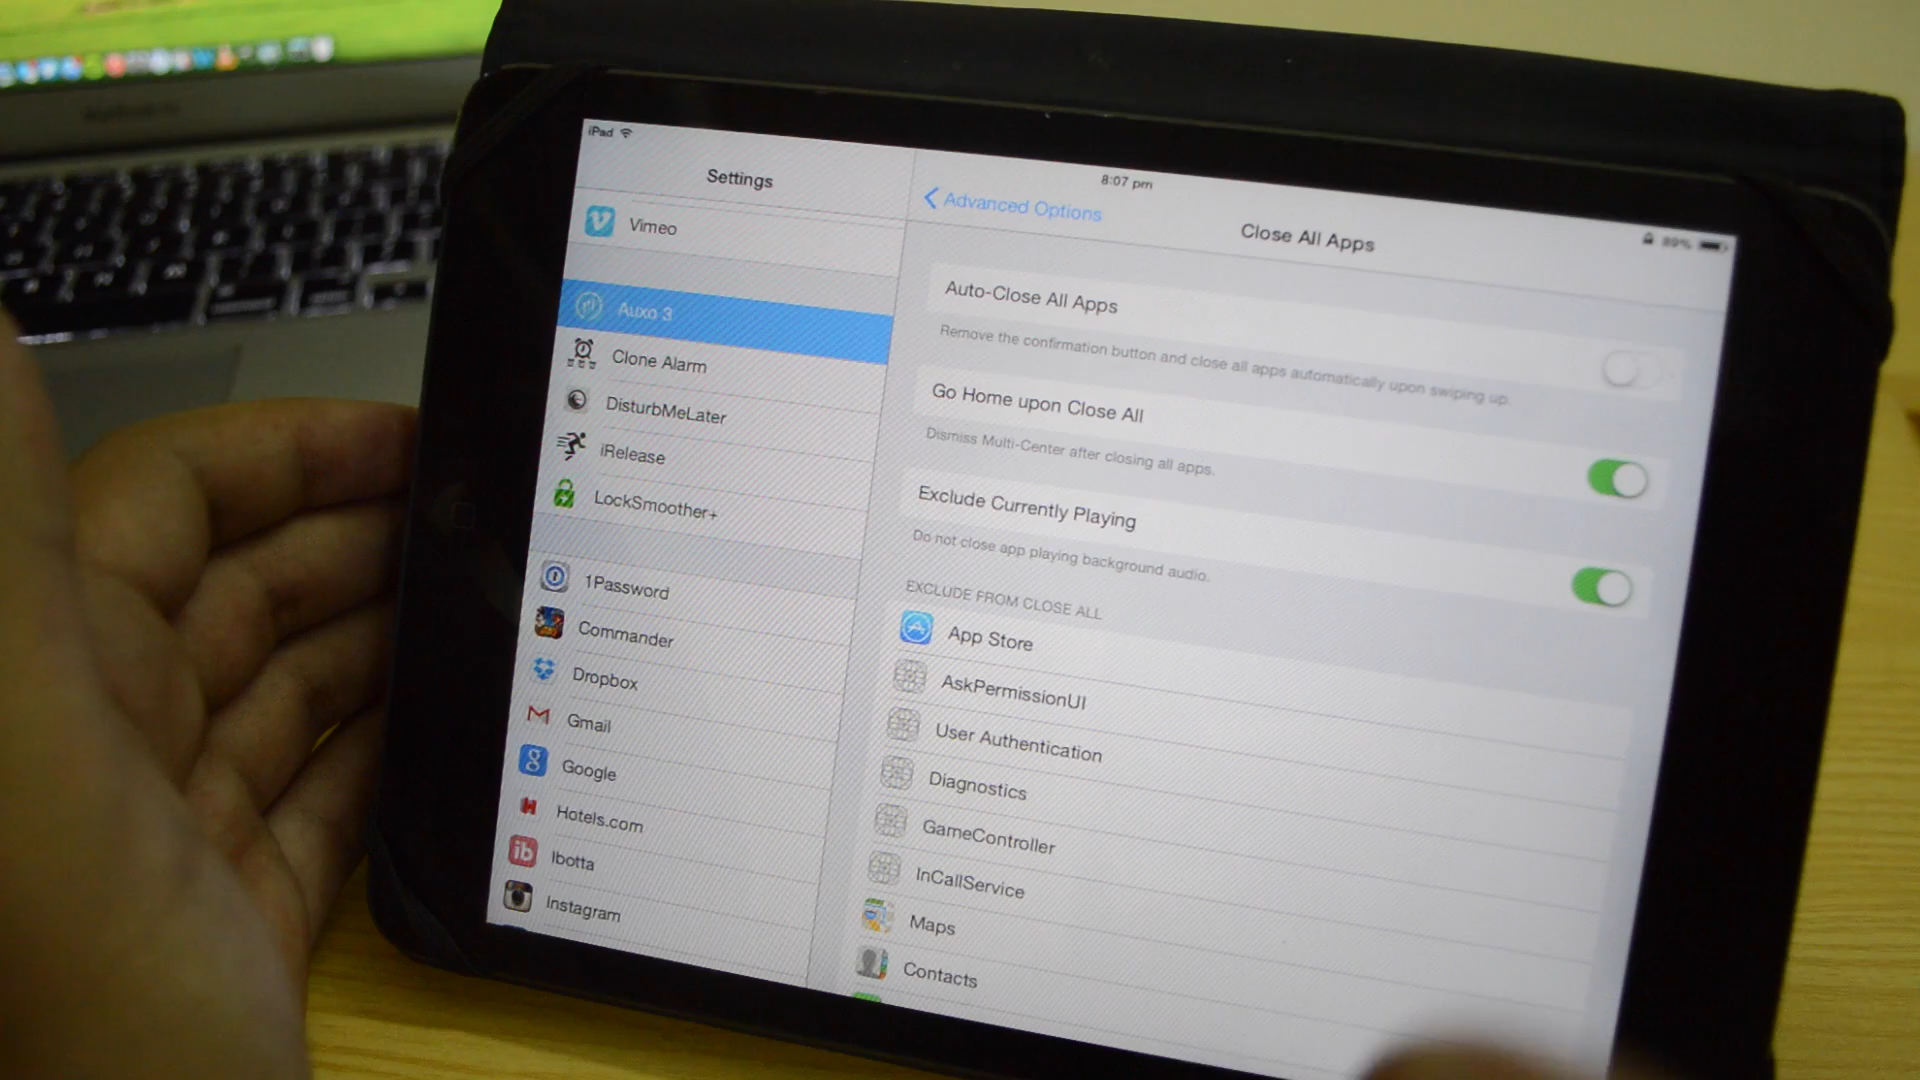 iPad
8:07 pm
89%
Settings
Vimeo
Auxo 3
Clone Alarm
DisturbMeLater
iRelease
LockSmoother+
1Password
Commander
Dropbox
Gmail
Google
Hotels.com
ib
Ibotta
Instagram
Advanced Options
Close All Apps
Auto-Close All Apps
Remove the confirmation button and close all apps automatically upon swiping up.
Go Home upon Close All
Dismiss Multi-Center after closing all apps.
Exclude Currently Playing
Do not close app playing background audio.
EXCLUDE FROM CLOSE ALL
App Store
AskPermissionUI
User Authentication
Diagnostics
GameController
InCallService
Maps
Contacts